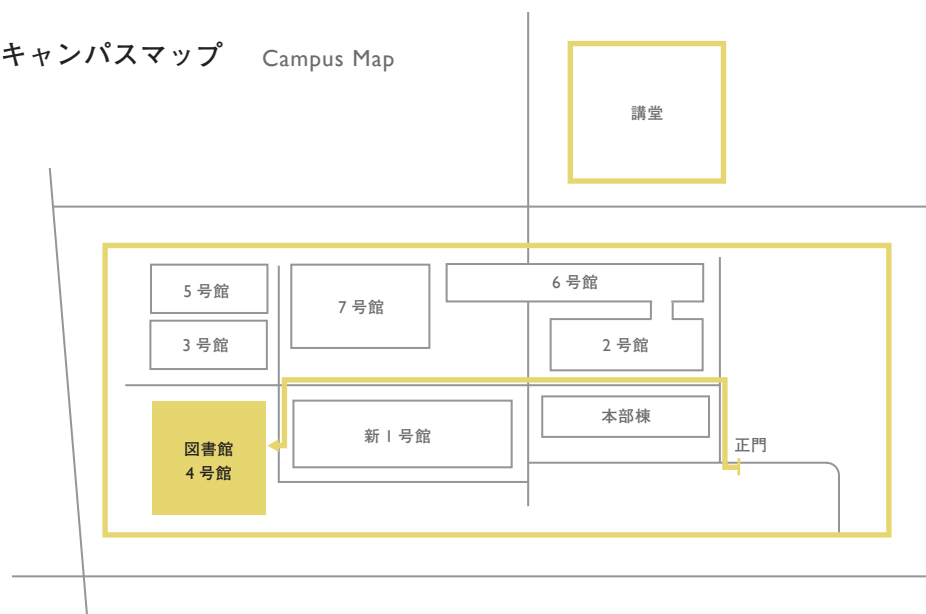 キャンパスマップ Campus Map
講堂
5 号館
7 号館
6 号館
3 号館
2 号館
図書館
4 号館
新 1 号館
本部棟
正門